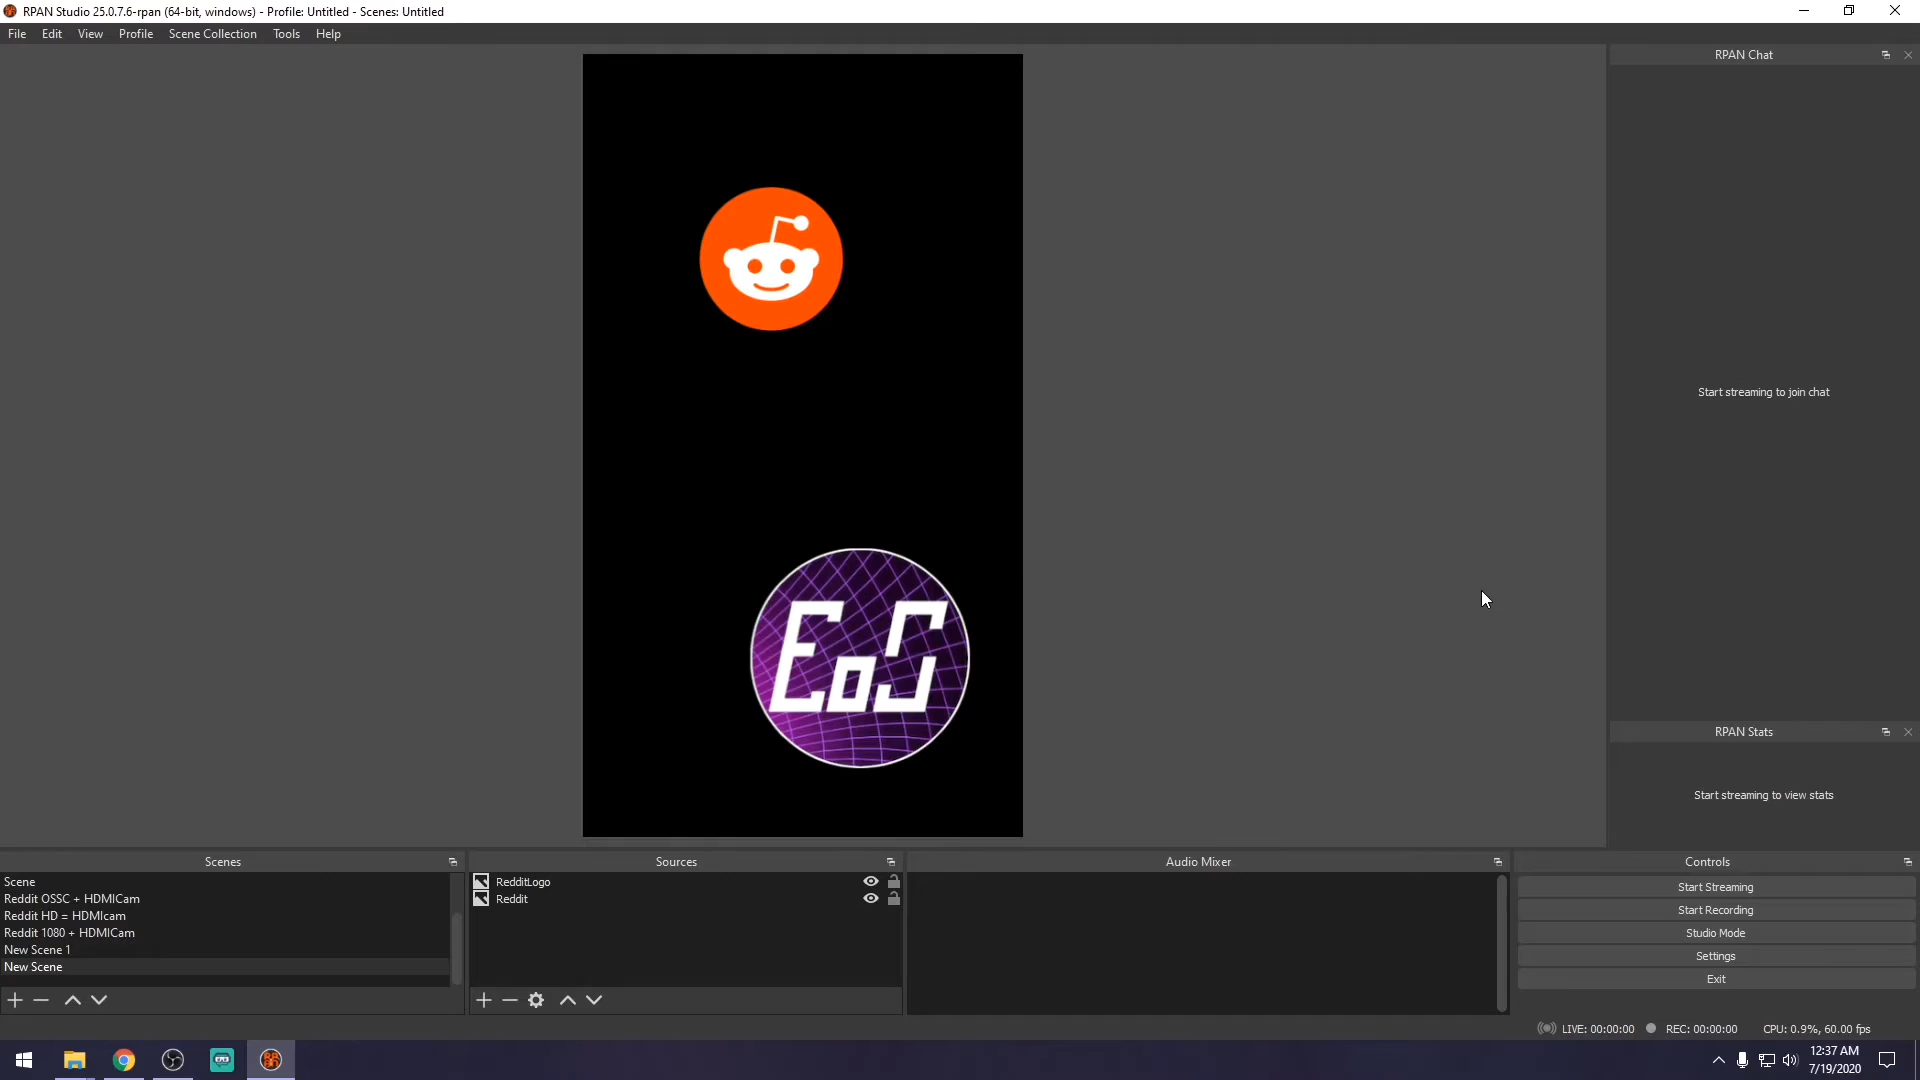 RPAN Studio 25.0.7.6-rpan (64-bit, windows) - Profile: Untitled - Scenes: Untitled
File Edit View Profile Scene Collection Tools Help
RPAN Chat
Start streaming to join chat
EoS
RPAN Stats
Start streaming to view stats
Scenes
Scene
Reddit OSSC + HDMICam
Reddit HD = HDMIcam
Reddit 1080 + HDMICam
New Scene 1
New Scene
Sources
RedditLogo
Reddit
Audio Mixer
Controls
Start Streaming
Start Recording
Studio Mode
Settings
Exit
LIVE: 00:00:00 REC: 00:00:00 CPU: 0.9%, 60.00 fps
12:37 AM
7/19/2020